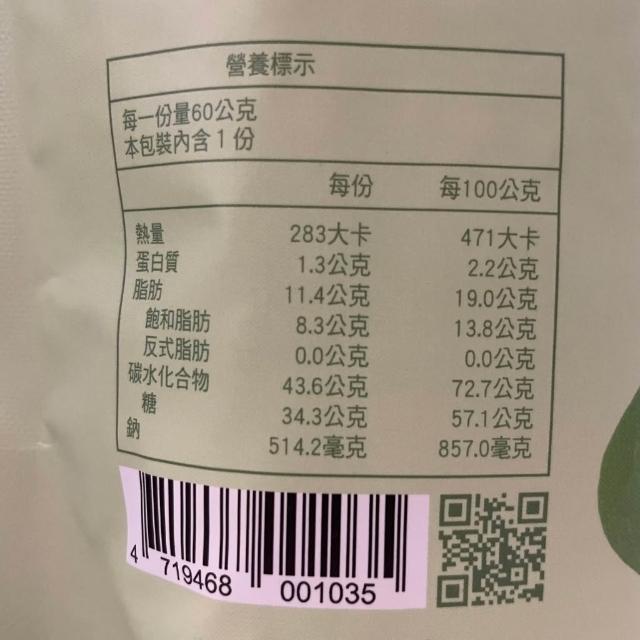 營養標示
每一份量60公克
本包裝內含 1 份
每份 每100公克
熱量 283大卡 471大卡
蛋白質 1.3公克 2.2公克
脂肪 11.4公克 19.0公克
飽和脂肪 8.3公克 13.8公克
反式脂肪 0.0公克 0.0公克
碳水化合物 43.6公克 72.7公克
糖 34.3公克 57.1公克
鈉 514.2毫克 857.0毫克
4 719468 001035